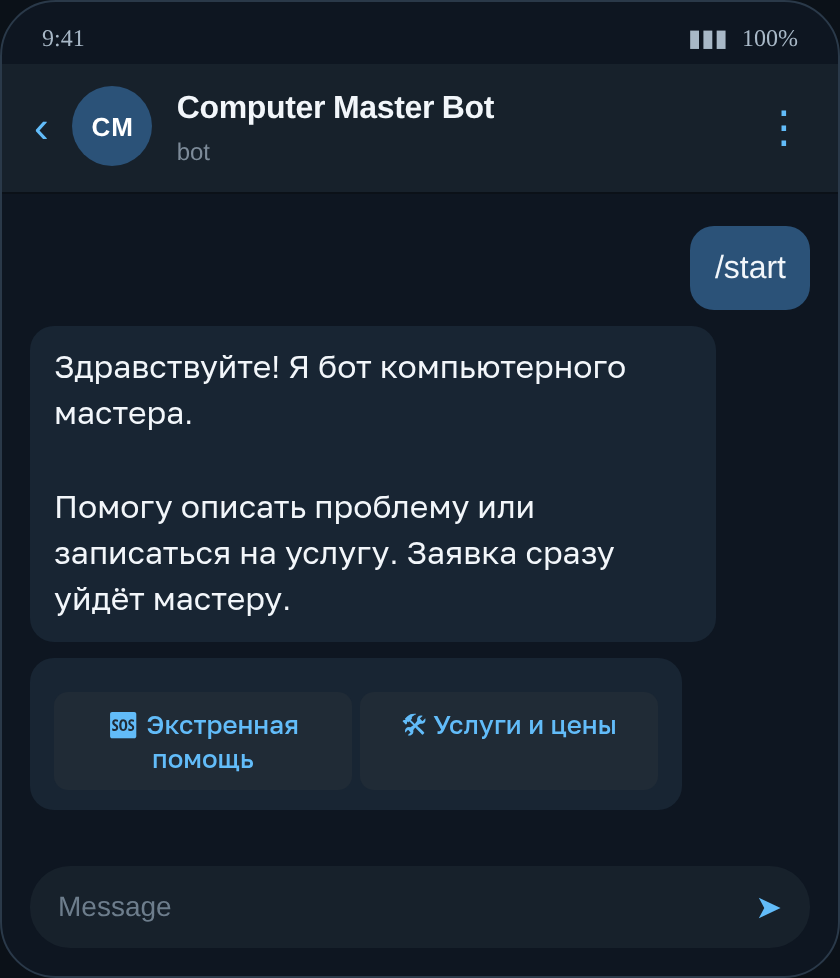 9:41 100%
CM
Computer Master Bot
bot
/start
Здравствуйте! Я бот компьютерного
мастера.
Помогу описать проблему или
записаться на услугу. Заявка сразу
уйдёт мастеру.
🆘 Экстренная
помощь
🛠 Услуги и цены
Message